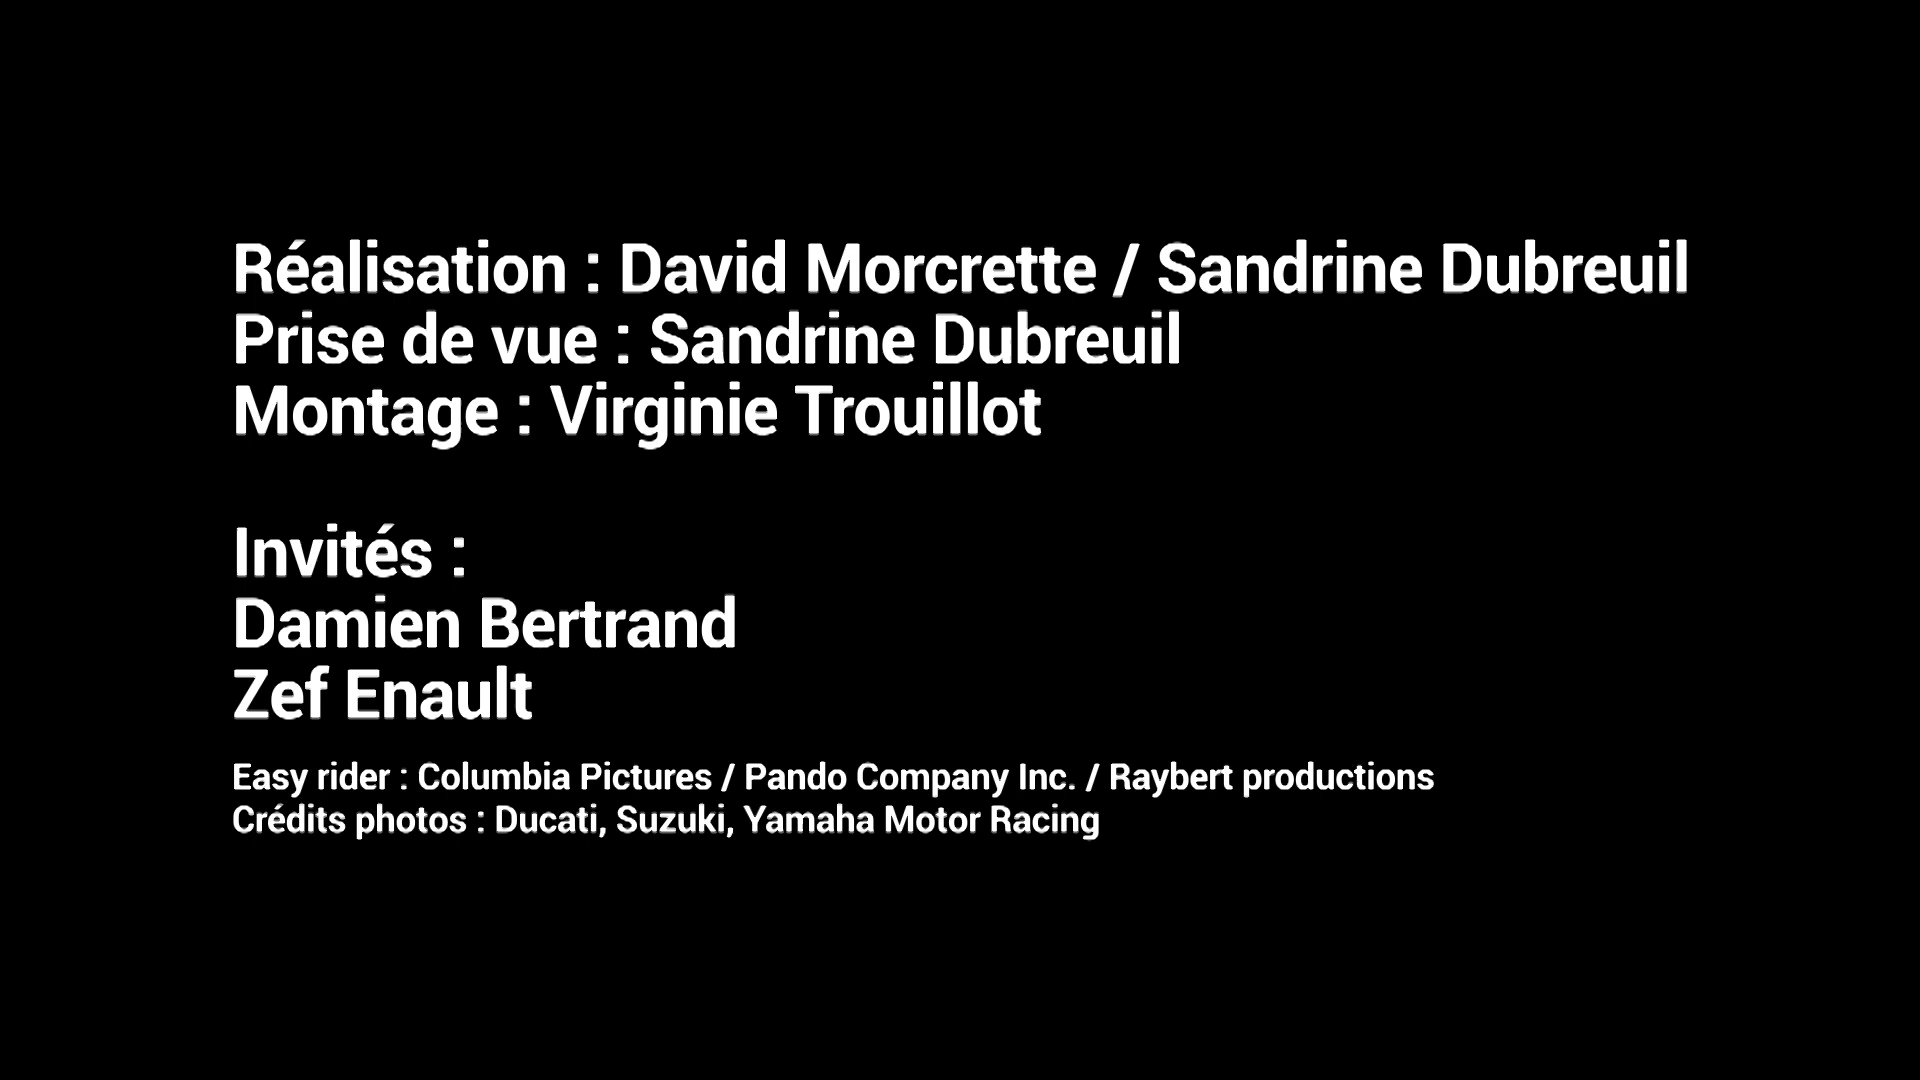 Réalisation : David Morcrette / Sandrine Dubreuil
Prise de vue : Sandrine Dubreuil
Montage : Virginie Trouillot
Invités :
Damien Bertrand
Zef Enault
Easy rider : Columbia Pictures / Pando Company Inc. / Raybert productions
Crédits photos : Ducati, Suzuki, Yamaha Motor Racing